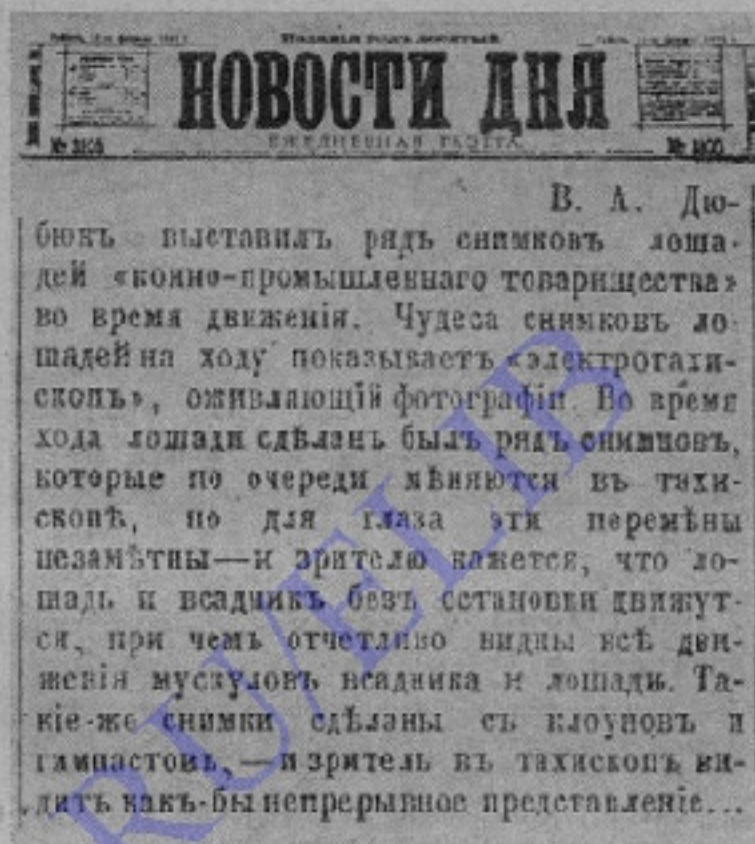 НОВОСТИ ДНЯ
ЕЖЕДНЕВНАЯ ГАЗЕТА.
В. А. Дю-
бюкъ выставилъ рядъ снимковъ лоша-
дей «конно-промышленнаго товарищества»
во время движенія. Чудеса снимковъ ло
шадей на ходу показываетъ «электротахи-
скопъ», оживляющій фотографіи. Во время
хода лошади сдѣланъ былъ рядъ снимковъ,
которые по очереди мѣняются въ тахи-
скопѣ, но для глаза эти перемѣны
незамѣтны—и зрителю кажется, что ло-
шадь и всадникъ безъ остановки движут-
ся, при чемъ отчетливо видны всѣ дви-
женія мускуловъ всадника и лошади. Та-
кіе-же снимки сдѣланы съ клоуновъ и
гимнастовъ,—и зритель въ тахископъ ви-
дитъ какъ-бы непрерывное представленіе...
RU/ELIB